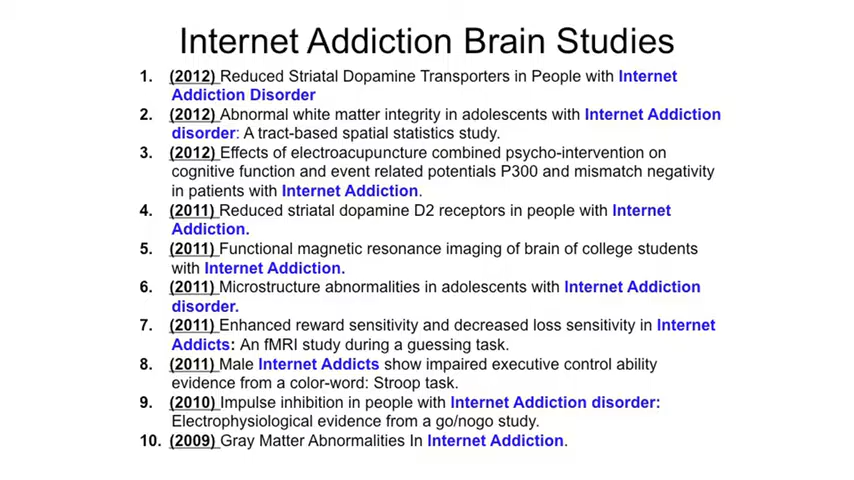 Internet Addiction Brain Studies
1. (2012) Reduced Striatal Dopamine Transporters in People with Internet
Addiction Disorder
2. (2012) Abnormal white matter integrity in adolescents with Internet Addiction
disorder: A tract-based spatial statistics study.
3. (2012) Effects of electroacupuncture combined psycho-intervention on
cognitive function and event related potentials P300 and mismatch negativity
in patients with Internet Addiction.
4. (2011) Reduced striatal dopamine D2 receptors in people with Internet
Addiction.
5. (2011) Functional magnetic resonance imaging of brain of college students
with Internet Addiction.
6. (2011) Microstructure abnormalities in adolescents with Internet Addiction
disorder.
7. (2011) Enhanced reward sensitivity and decreased loss sensitivity in Internet
Addicts: An fMRI study during a guessing task.
8. (2011) Male Internet Addicts show impaired executive control ability
evidence from a color-word: Stroop task.
9. (2010) Impulse inhibition in people with Internet Addiction disorder:
Electrophysiological evidence from a go/nogo study.
10. (2009) Gray Matter Abnormalities In Internet Addiction.